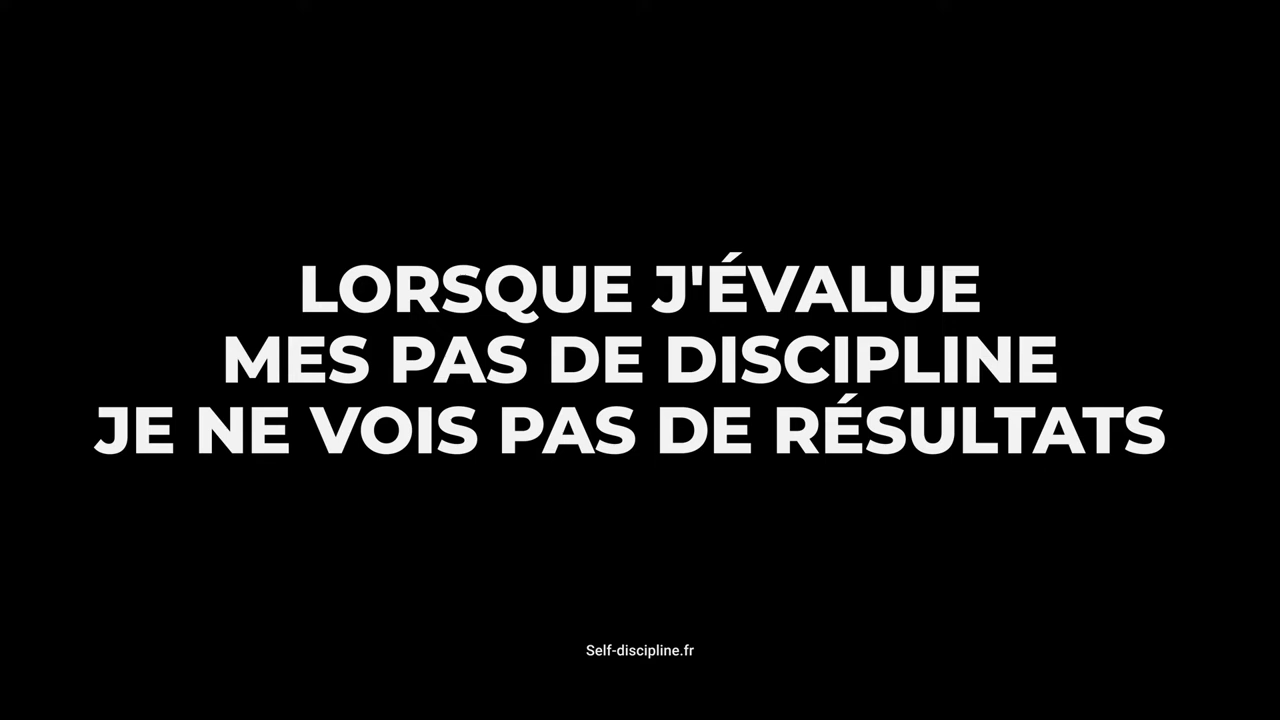 LORSQUE J'ÉVALUE
MES PAS DE DISCIPLINE
JE NE VOIS PAS DE RÉSULTATS
Self-discipline.fr